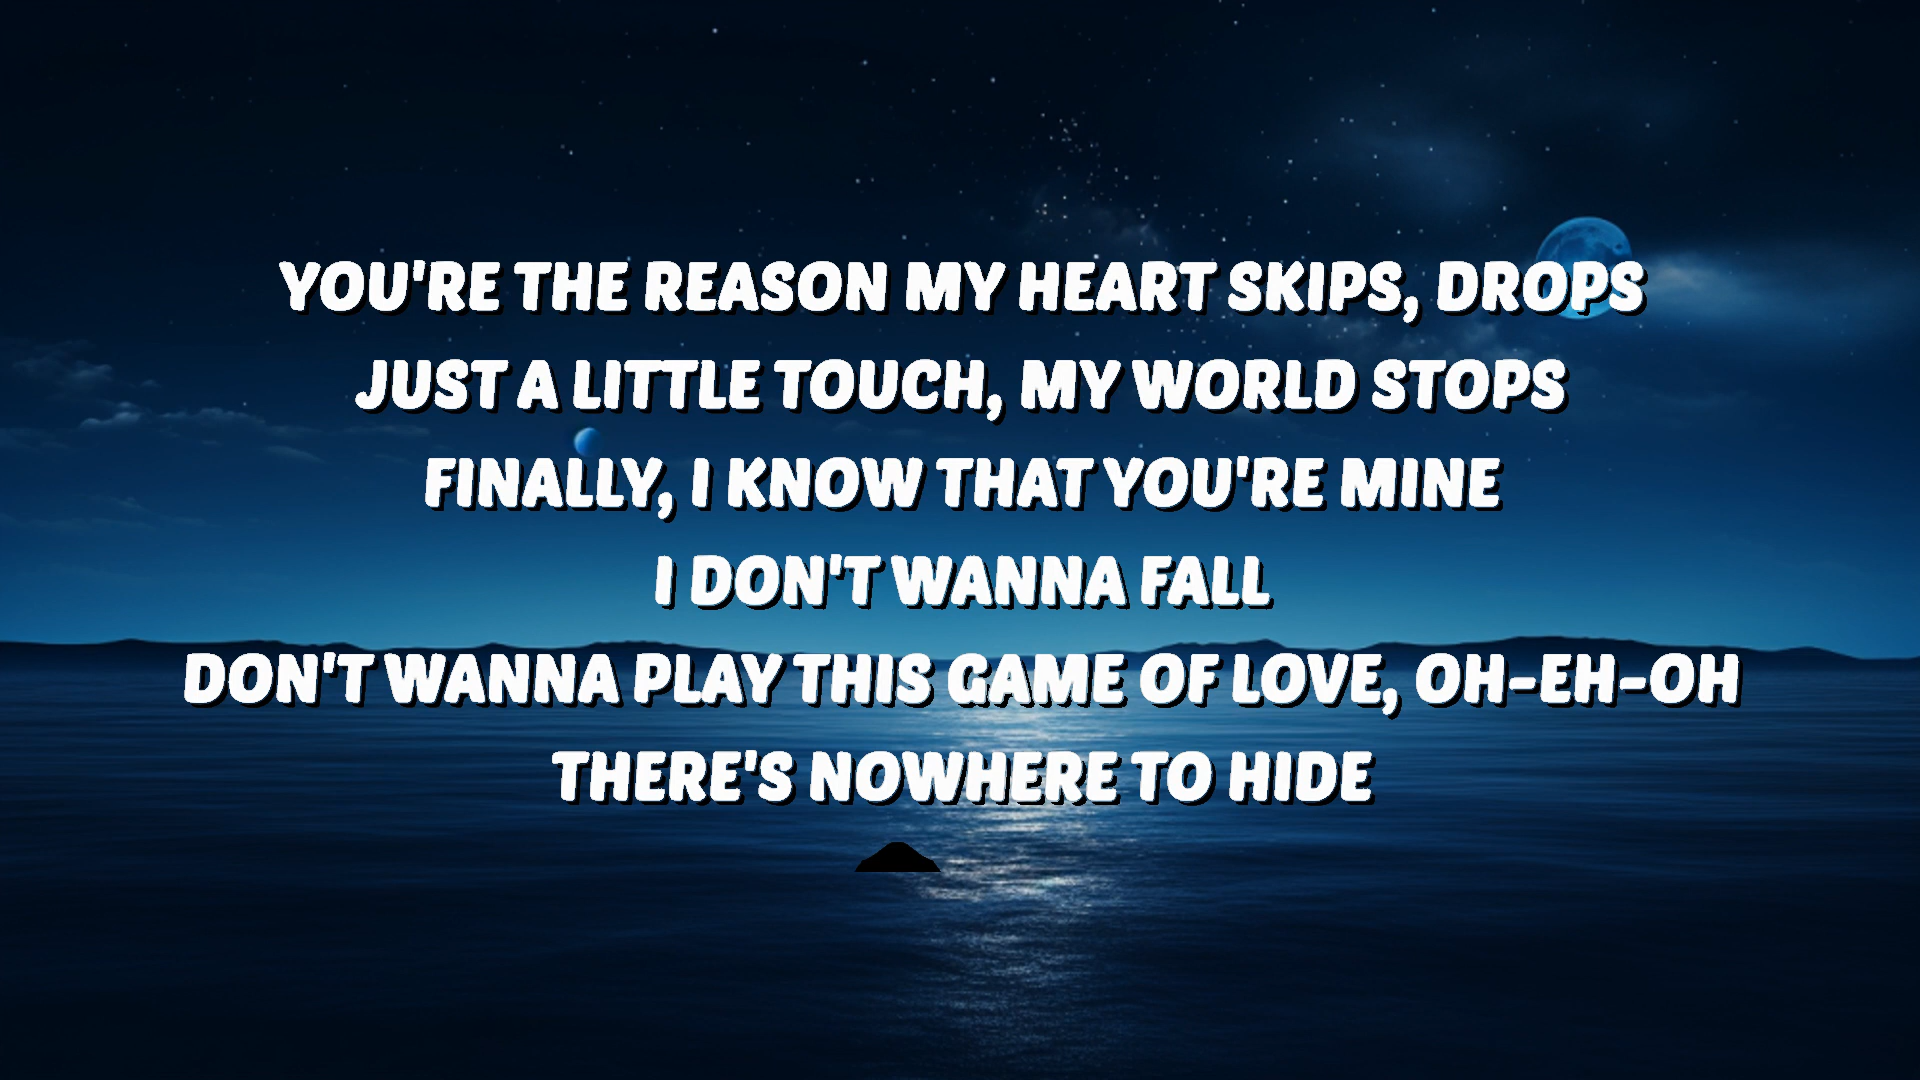 YOU'RE THE REASON MY HEART SKIPS, DROPS
JUST A LITTLE TOUCH, MY WORLD STOPS
FINALLY, I KNOW THAT YOU'RE MINE
I DON'T WANNA FALL
DON'T WANNA PLAY THIS GAME OF LOVE, OH-EH-OH
THERE'S NOWHERE TO HIDE